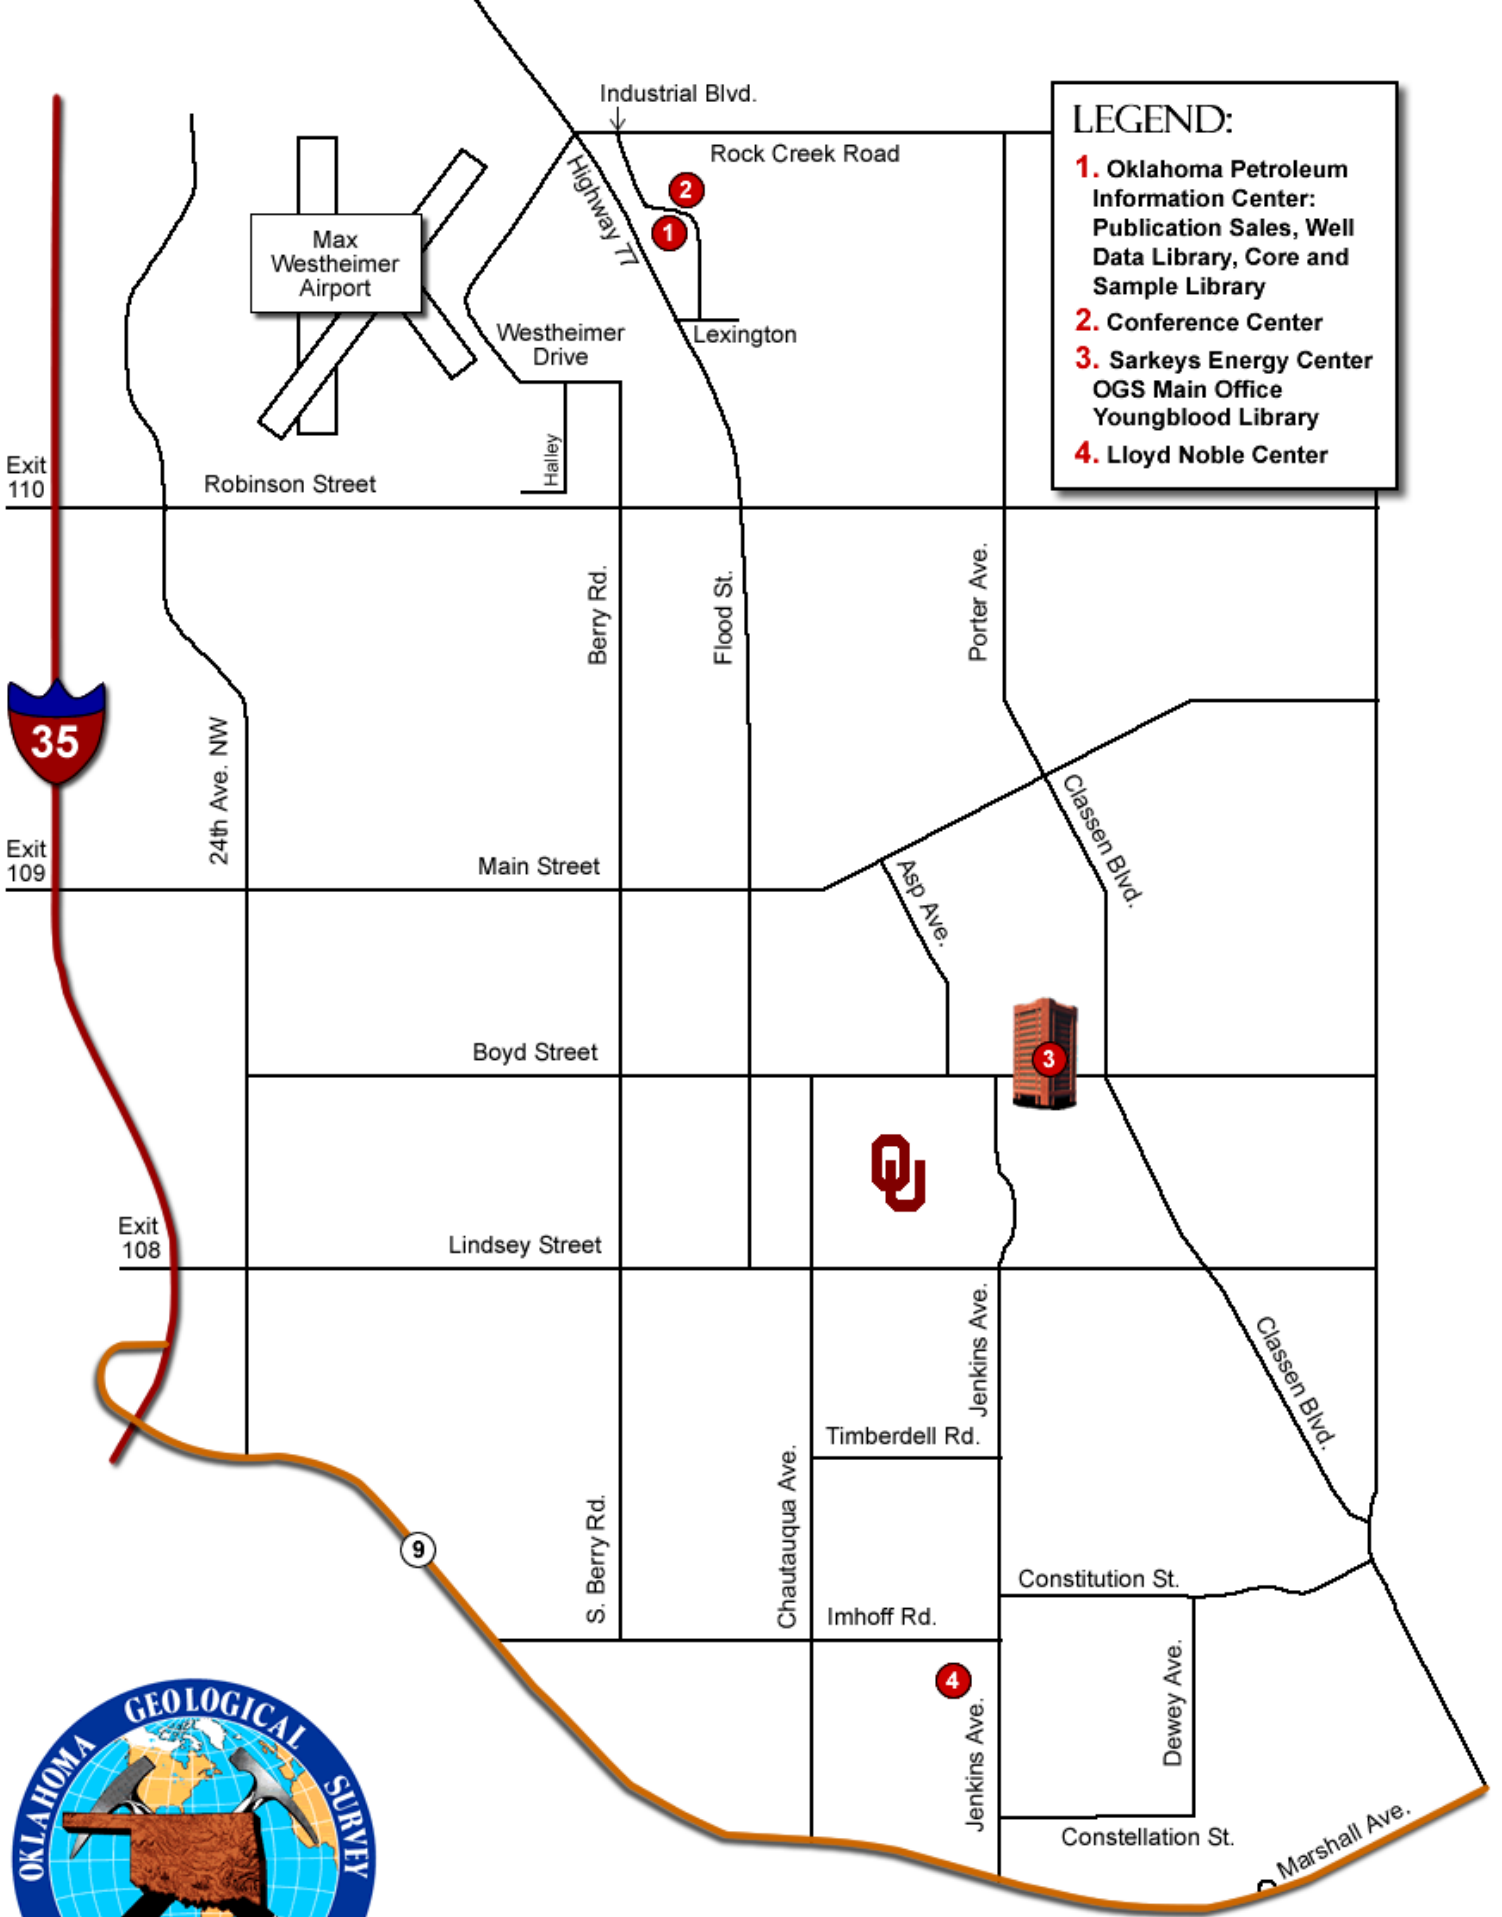 Industrial Blvd.
Rock Creek Road
Highway 77
2
1
Max
Westheimer
Airport
Westheimer
Drive
Lexington
Halley
LEGEND:
1. Oklahoma Petroleum
Information Center:
Publication Sales, Well
Data Library, Core and
Sample Library
2. Conference Center
3. Sarkeys Energy Center
OGS Main Office
Youngblood Library
4. Lloyd Noble Center
Exit
110
Robinson Street
Berry Rd.
Flood St.
Porter Ave.
35
24th Ave. NW
Classen Blvd.
Exit
109
Main Street
Asp Ave.
3
Boyd Street
OU
Exit
108
Lindsey Street
Jenkins Ave.
Classen Blvd.
Timberdell Rd.
Chautauqua Ave.
9
S. Berry Rd.
Constitution St.
Imhoff Rd.
4
Jenkins Ave.
Dewey Ave.
Constellation St.
Marshall Ave.
OKLAHOMA GEOLOGICAL SURVEY